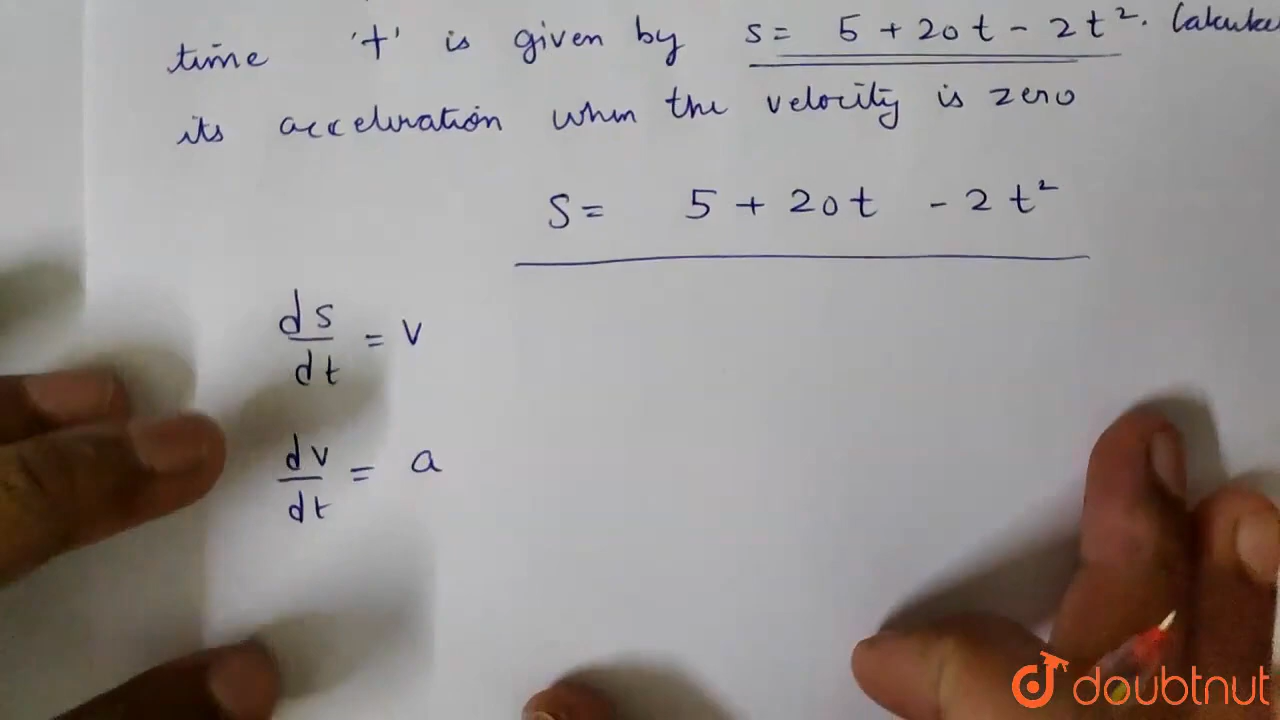 time 't' is given by s = 5 + 20t - 2t². Calculate
its acceleration when the velocity is zero
S = 5 + 20t - 2t²
ds/dt = v
dv/dt = a
doubtnut